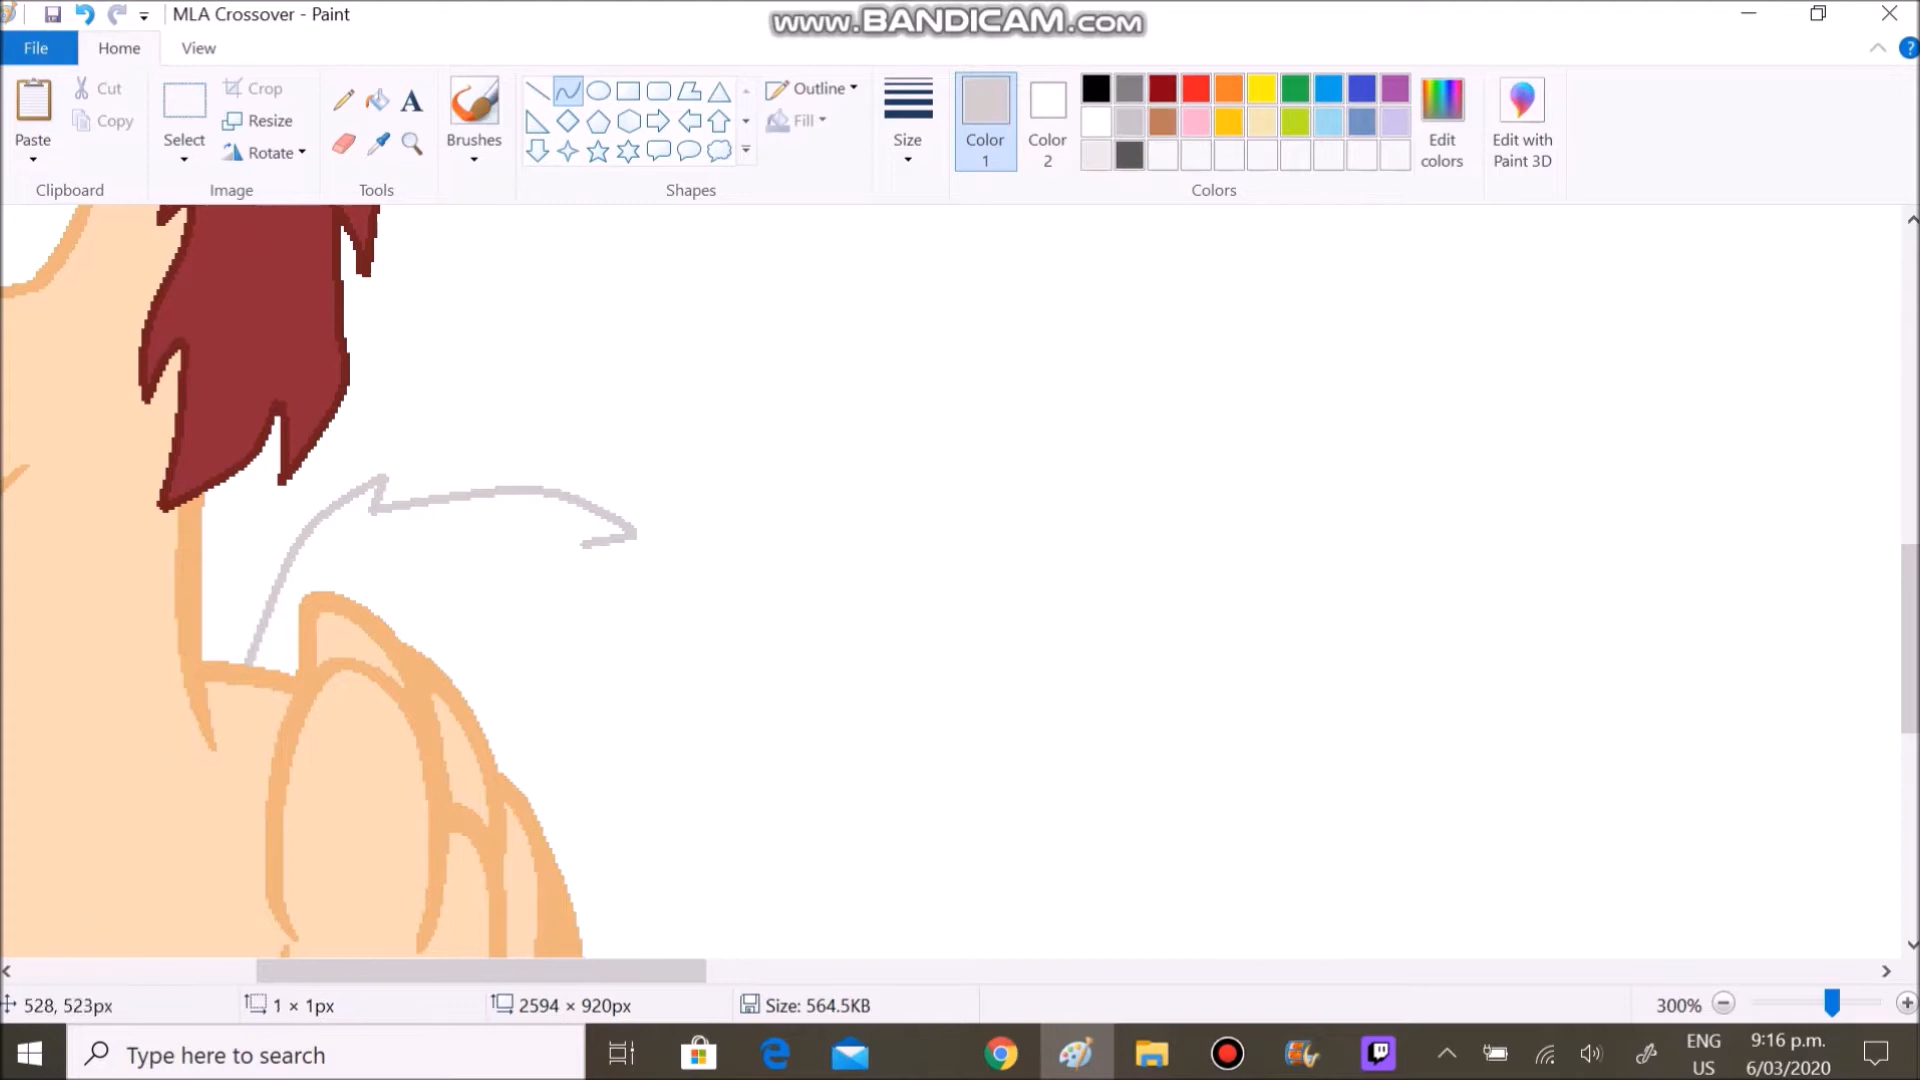 MLA Crossover - Paint
www.BANDICAM.com
File Home View
Paste
Cut
Copy
Clipboard
Select
Crop
Resize
Rotate
Image
Tools
Brushes
Shapes
Outline
Fill
Size
Color 1
Color 2
Colors
Edit colors
Edit with Paint 3D
528, 523px
1 × 1px
2594 × 920px
Size: 564.5KB
300%
Type here to search
ENG
US
9:16 p.m.
6/03/2020